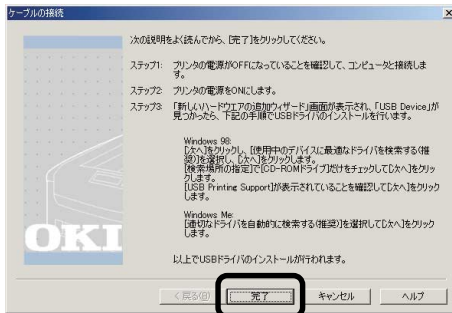 ケーブルの接続
次の説明をよく読んでから、[完了]をクリックしてください。
ステップ1: プリンタの電源がOFFになっていることを確認して、コンピュータと接続しま
す。
ステップ2: プリンタの電源をONにします。
ステップ3: 「新しいハードウェアの追加ウィザード」画面が表示され、「USB Device」が
見つかったら、下記の手順でUSBドライバのインストールを行います。
Windows 98:
[次へ]をクリックし、[使用中のデバイスに最適なドライバを検索する(推
奨)]を選択し、[次へ]をクリックします。
[検索場所の指定]で[CD-ROMドライブ]だけをチェックして[次へ]をクリッ
クします。
[USB Printing Support]が表示されていることを確認して[次へ]をクリック
します。
Windows Me:
[適切なドライバを自動的に検索する(推奨)]を選択して[次へ]をクリック
します。
以上でUSBドライバのインストールが行われます。
OKI
< 戻る(B)
完了
キャンセル
ヘルプ